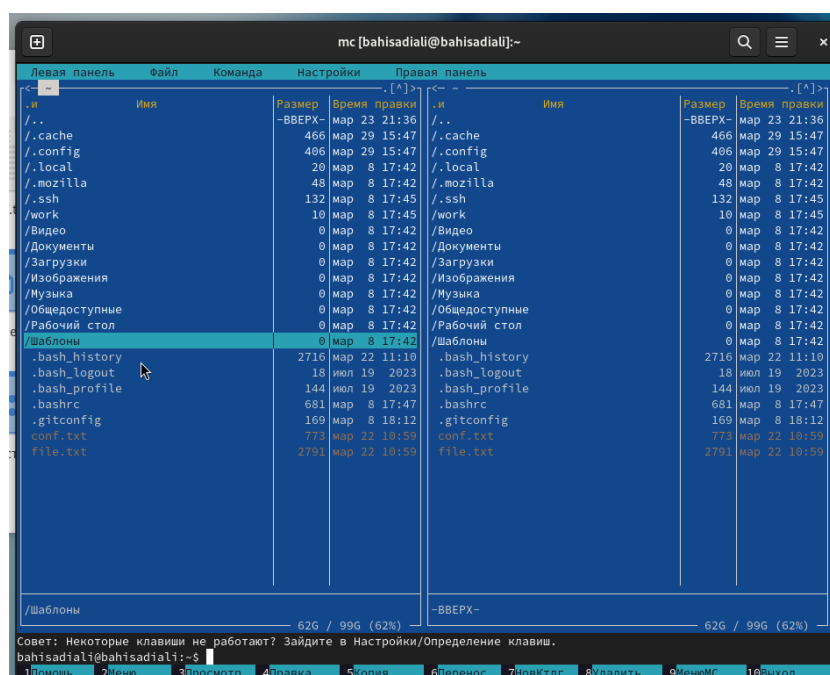 mc [bahisadiali@bahisadiali]:~
Левая панель Файл Команда Настройки Правая панель
<— ~ .[^]> <— ~ .[^]>
.и Имя Размер Время правки .и Имя Размер Время правки
/.. -ВВЕРХ- мар 23 21:36 /.. -ВВЕРХ- мар 23 21:36
/.cache 466 мар 29 15:47 /.cache 466 мар 29 15:47
/.config 406 мар 29 15:47 /.config 406 мар 29 15:47
/.local 20 мар 8 17:42 /.local 20 мар 8 17:42
/.mozilla 48 мар 8 17:42 /.mozilla 48 мар 8 17:42
/.ssh 132 мар 8 17:45 /.ssh 132 мар 8 17:45
/work 10 мар 8 17:45 /work 10 мар 8 17:45
/Видео 0 мар 8 17:42 /Видео 0 мар 8 17:42
/Документы 0 мар 8 17:42 /Документы 0 мар 8 17:42
/Загрузки 0 мар 8 17:42 /Загрузки 0 мар 8 17:42
/Изображения 0 мар 8 17:42 /Изображения 0 мар 8 17:42
/Музыка 0 мар 8 17:42 /Музыка 0 мар 8 17:42
/Общедоступные 0 мар 8 17:42 /Общедоступные 0 мар 8 17:42
/Рабочий стол 0 мар 8 17:42 /Рабочий стол 0 мар 8 17:42
/Шаблоны 0 мар 8 17:42 /Шаблоны 0 мар 8 17:42
.bash_history 2716 мар 22 11:10 .bash_history 2716 мар 22 11:10
.bash_logout 18 июл 19 2023 .bash_logout 18 июл 19 2023
.bash_profile 144 июл 19 2023 .bash_profile 144 июл 19 2023
.bashrc 681 мар 8 17:47 .bashrc 681 мар 8 17:47
.gitconfig 169 мар 8 18:12 .gitconfig 169 мар 8 18:12
conf.txt 773 мар 22 10:59 conf.txt 773 мар 22 10:59
file.txt 2791 мар 22 10:59 file.txt 2791 мар 22 10:59
/Шаблоны -ВВЕРХ-
62G / 99G (62%) 62G / 99G (62%)
Совет: Некоторые клавиши не работают? Зайдите в Настройки/Определение клавиш.
bahisadiali@bahisadiali:~$
1Помощь 2Меню 3Просмотр 4Правка 5Копия 6Перенос 7НовКтлг 8Удалить 9МенюMC 10Выход